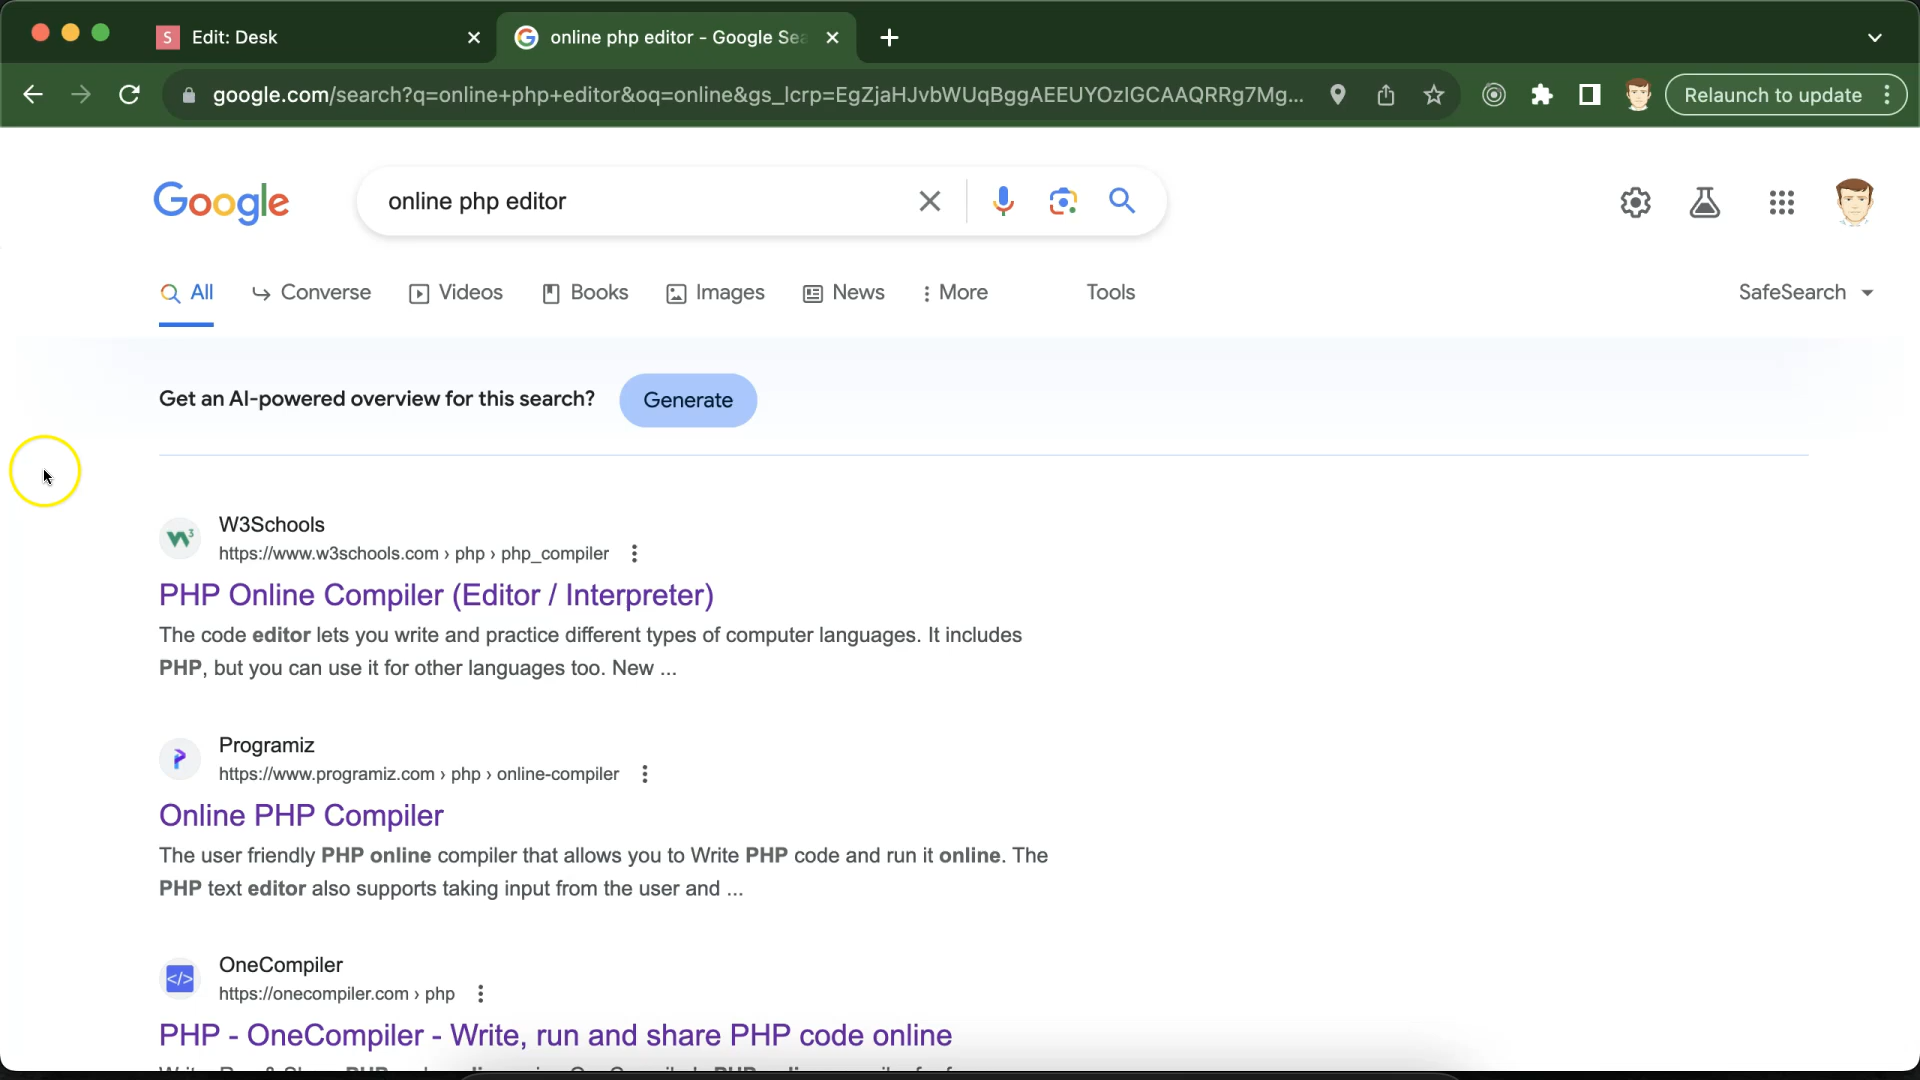 S Edit: Desk
online php editor - Google Sea
google.com/search?q=online+php+editor&oq=online&gs_lcrp=EgZjaHJvbWUqBggAEEUYOzIGCAAQRRg7Mg...
Relaunch to update
Google
online php editor
All
Converse
Videos
Books
Images
News
More
Tools
SafeSearch
Get an AI-powered overview for this search?
Generate
W3Schools
https://www.w3schools.com › php › php_compiler
PHP Online Compiler (Editor / Interpreter)
The code editor lets you write and practice different types of computer languages. It includes
PHP, but you can use it for other languages too. New ...
Programiz
https://www.programiz.com › php › online-compiler
Online PHP Compiler
The user friendly PHP online compiler that allows you to Write PHP code and run it online. The
PHP text editor also supports taking input from the user and ...
OneCompiler
https://onecompiler.com › php
PHP - OneCompiler - Write, run and share PHP code online